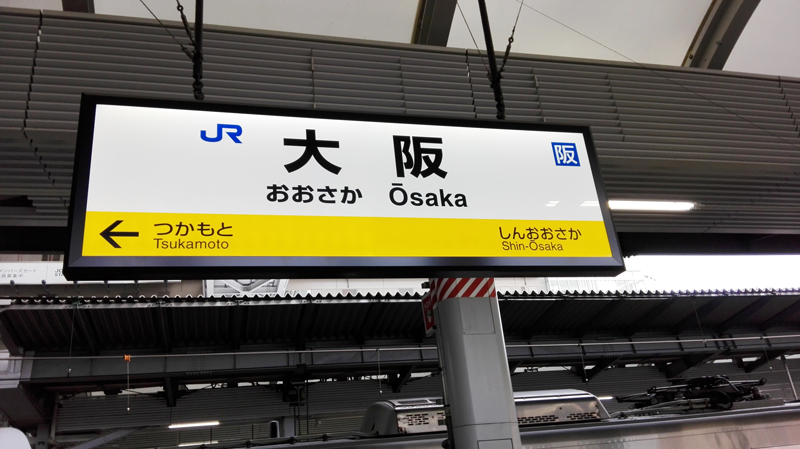 JR
大阪
阪
おおさか Ōsaka
つかもと
Tsukamoto
しんおおさか
Shin-Ōsaka